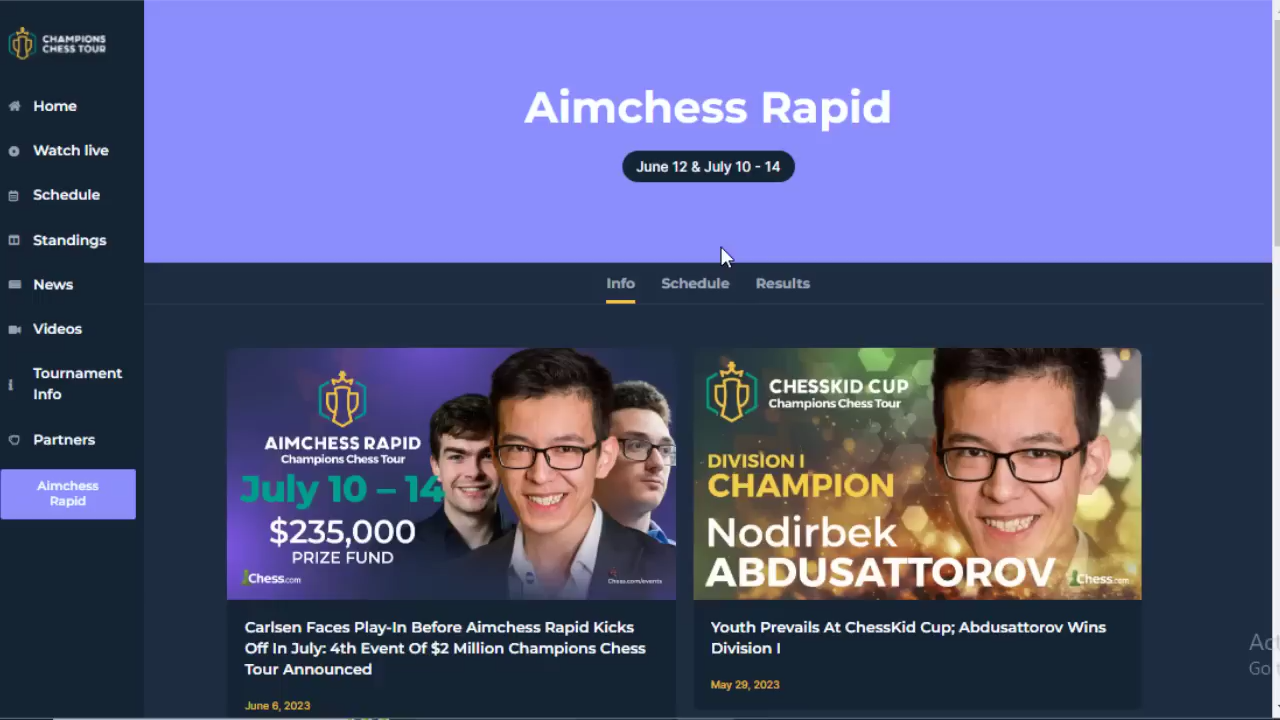 CHAMPIONS
CHESS TOUR
Home
Watch live
Schedule
Standings
News
Videos
Tournament
Info
Partners
Aimchess
Rapid
Aimchess Rapid
June 12 & July 10 - 14
Info Schedule Results
AIMCHESS RAPID
Champions Chess Tour
July 10 – 14
$235,000
PRIZE FUND
Chess.com
Chess.com/events
Carlsen Faces Play-In Before Aimchess Rapid Kicks
Off In July: 4th Event Of $2 Million Champions Chess
Tour Announced
June 6, 2023
CHESSKID CUP
Champions Chess Tour
DIVISION I
CHAMPION
Nodirbek
ABDUSATTOROV
Chess.com
Youth Prevails At ChessKid Cup; Abdusattorov Wins
Division I
May 29, 2023